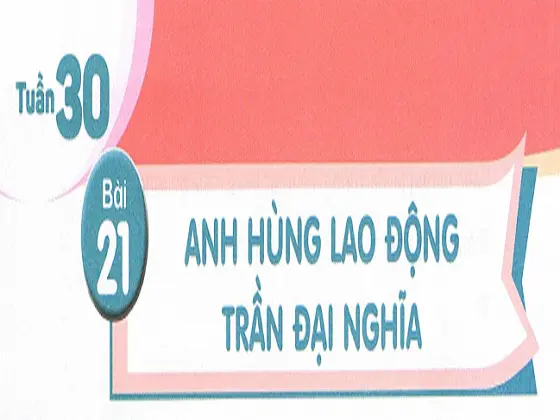 Tuần 30
Bài
21
ANH HÙNG LAO ĐỘNG
TRẦN ĐẠI NGHĨA